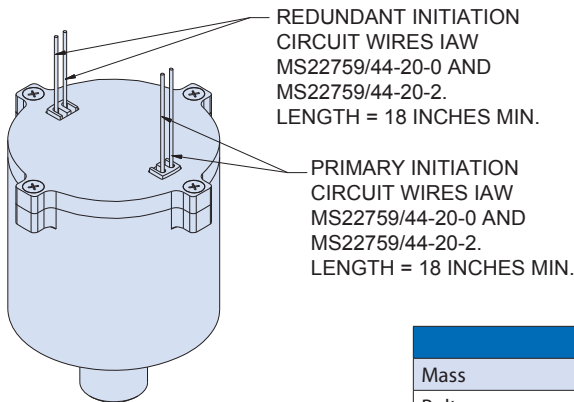 REDUNDANT INITIATION
CIRCUIT WIRES IAW
MS22759/44-20-0 AND
MS22759/44-20-2.
LENGTH = 18 INCHES MIN.
PRIMARY INITIATION
CIRCUIT WIRES IAW
MS22759/44-20-0 AND
MS22759/44-20-2.
LENGTH = 18 INCHES MIN.
Mass